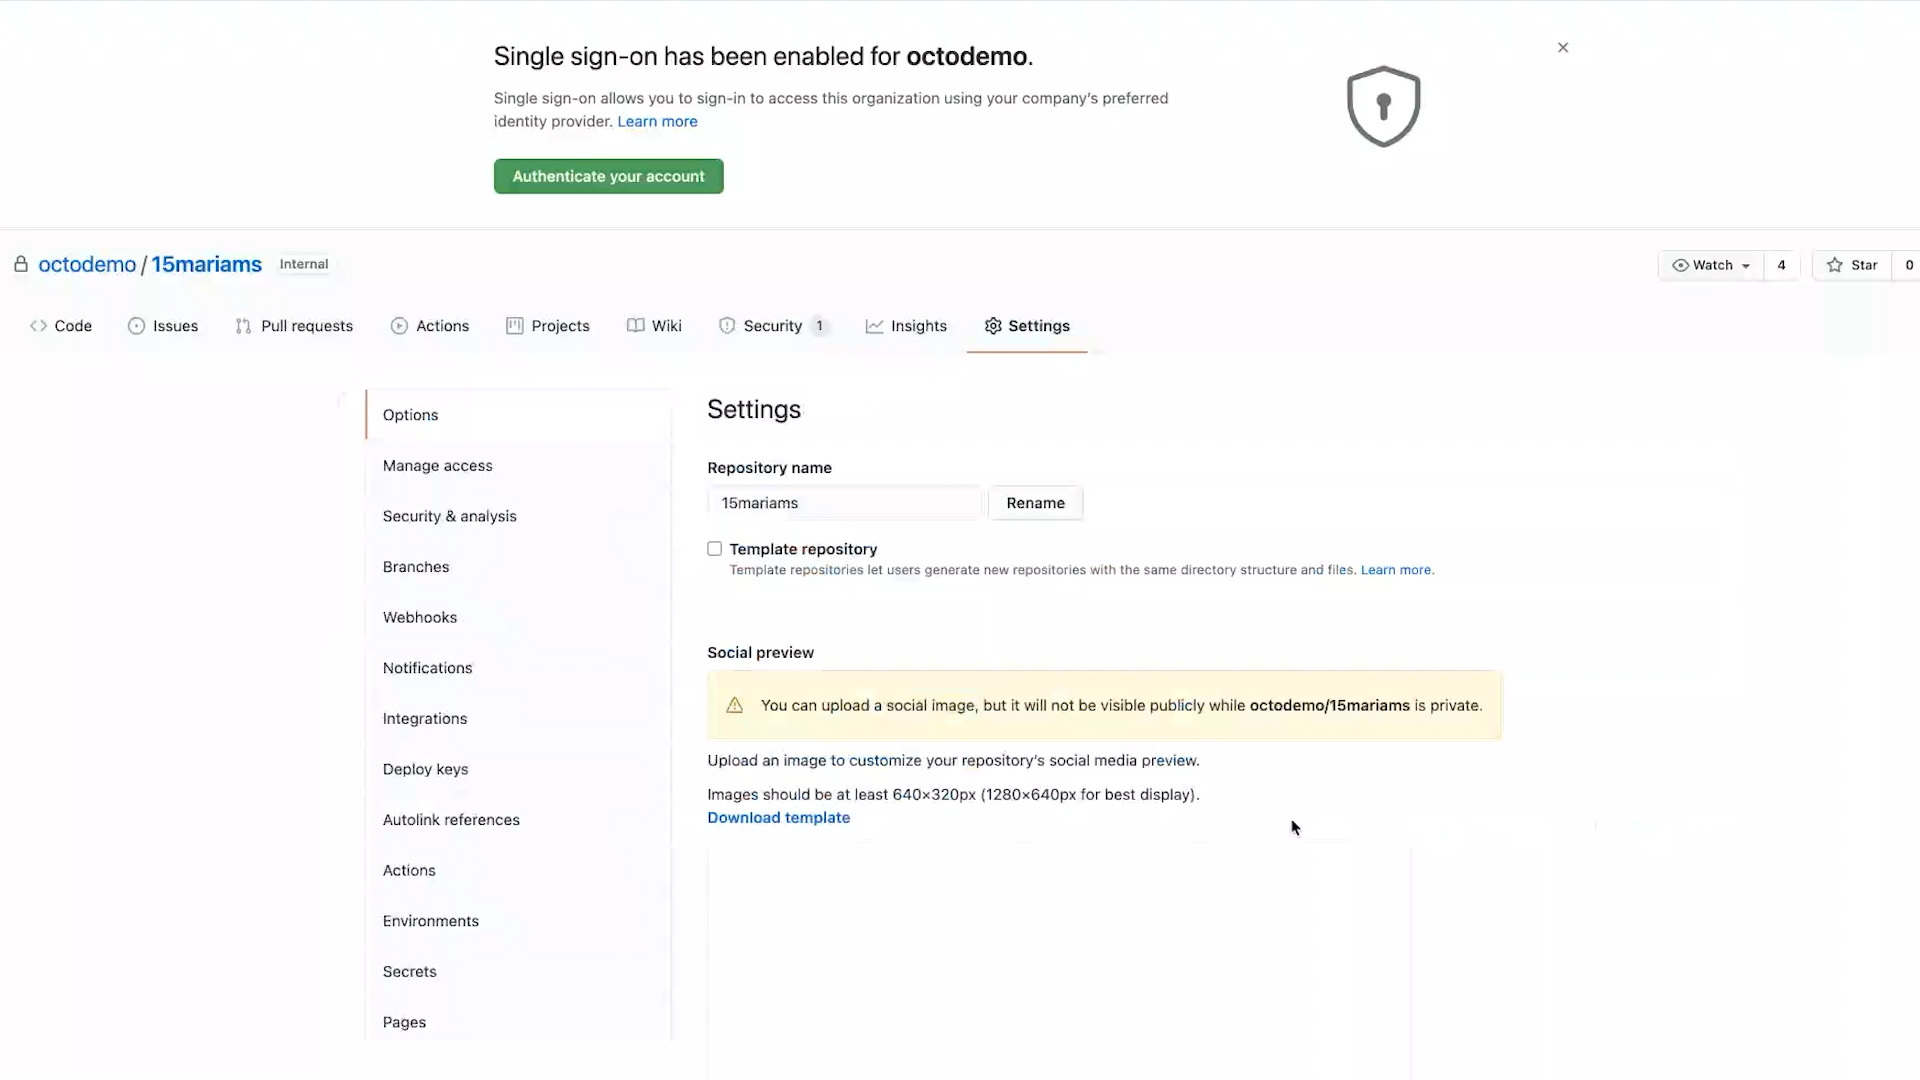 Single sign-on has been enabled for octodemo.
Single sign-on allows you to sign-in to access this organization using your company's preferred
identity provider. Learn more
Authenticate your account
octodemo / 15mariams Internal
Watch 4 Star 0
Code Issues Pull requests Actions Projects Wiki Security 1 Insights Settings
Options
Manage access
Security & analysis
Branches
Webhooks
Notifications
Integrations
Deploy keys
Autolink references
Actions
Environments
Secrets
Pages
Settings
Repository name
15mariams Rename
Template repository
Template repositories let users generate new repositories with the same directory structure and files. Learn more.
Social preview
You can upload a social image, but it will not be visible publicly while octodemo/15mariams is private.
Upload an image to customize your repository's social media preview.
Images should be at least 640×320px (1280×640px for best display).
Download template